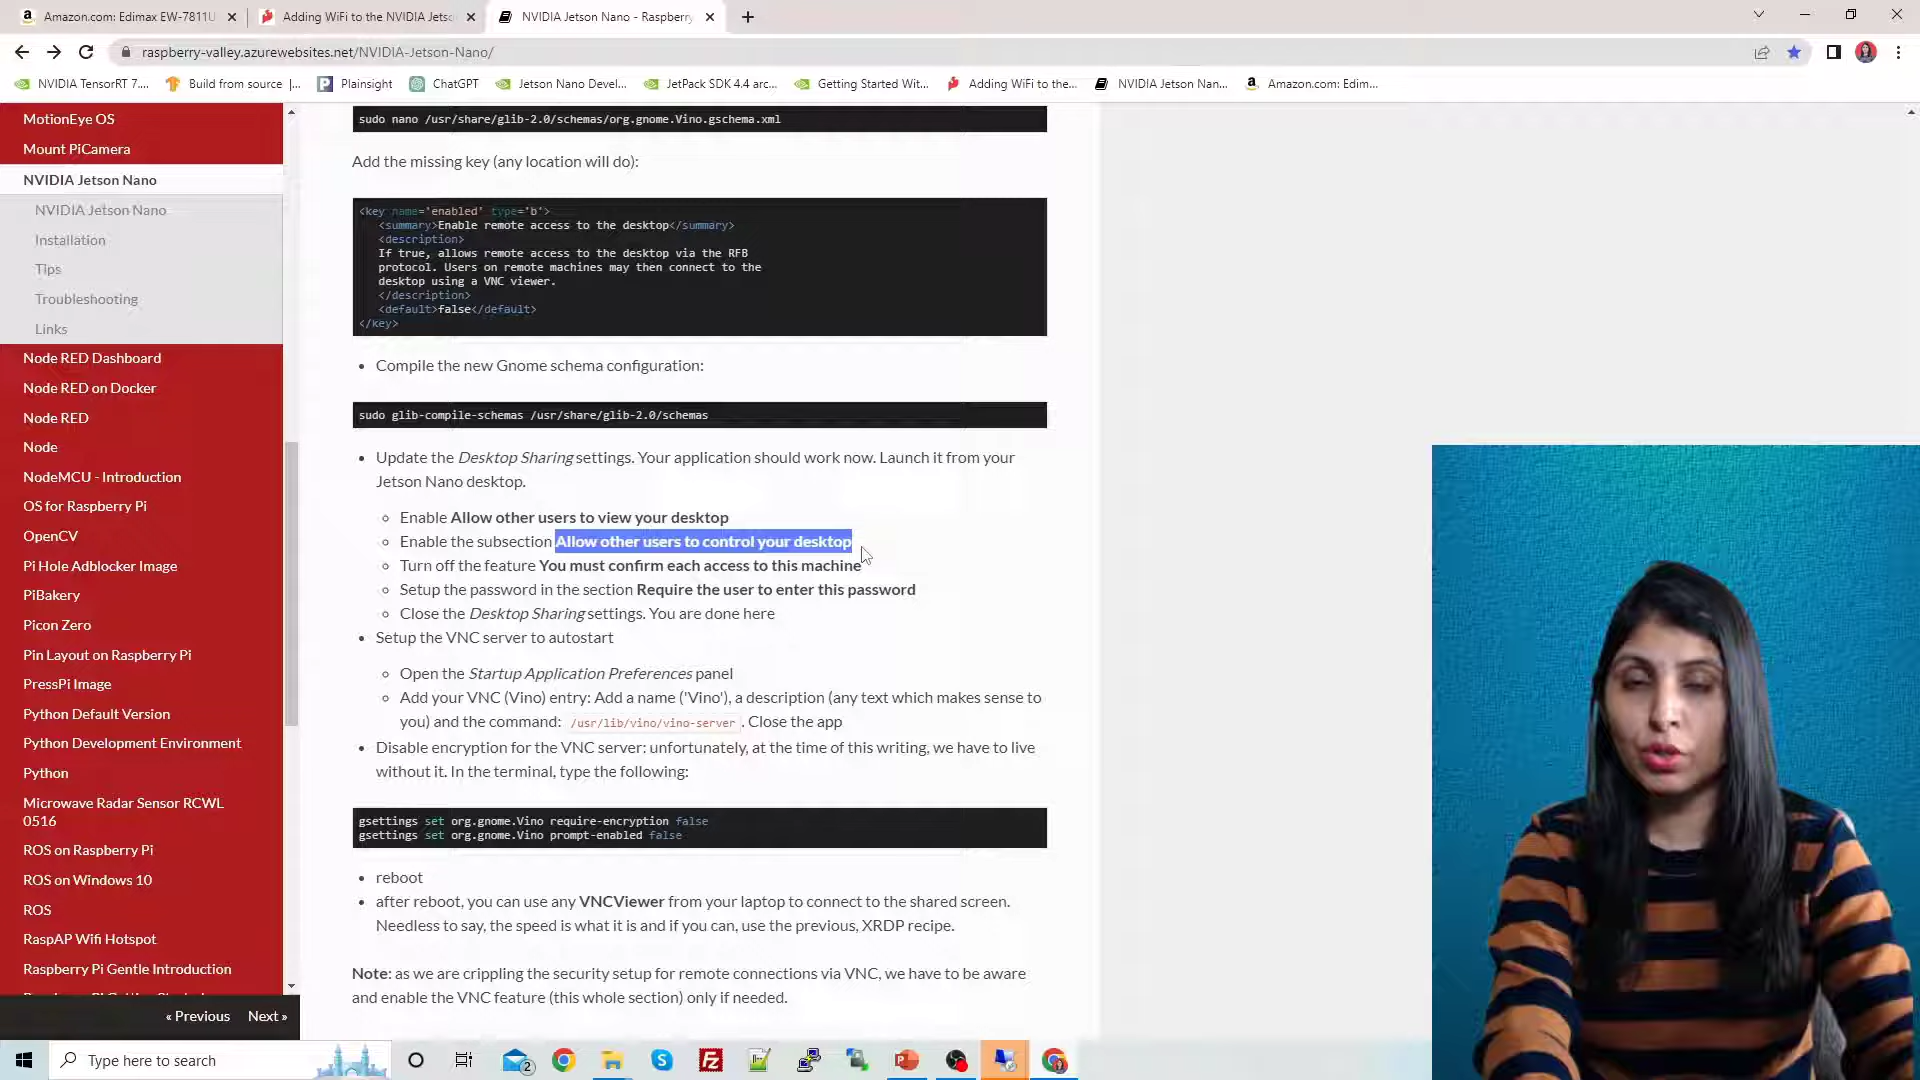 Amazon.com: Edimax EW-7811U
Adding WiFi to the NVIDIA Jetso
NVIDIA Jetson Nano - Raspberry
raspberry-valley.azurewebsites.net/NVIDIA-Jetson-Nano/
NVIDIA TensorRT 7....
Build from source |...
Plainsight
ChatGPT
Jetson Nano Devel...
JetPack SDK 4.4 arc...
Getting Started Wit...
Adding WiFi to the...
NVIDIA Jetson Nan...
Amazon.com: Edim...
MotionEye OS
Mount PiCamera
NVIDIA Jetson Nano
NVIDIA Jetson Nano
Installation
Tips
Troubleshooting
Links
Node RED Dashboard
Node RED on Docker
Node RED
Node
NodeMCU - Introduction
OS for Raspberry Pi
OpenCV
Pi Hole Adblocker Image
PiBakery
Picon Zero
Pin Layout on Raspberry Pi
PressPi Image
Python Default Version
Python Development Environment
Python
Microwave Radar Sensor RCWL
0516
ROS on Raspberry Pi
ROS on Windows 10
ROS
RaspAP Wifi Hotspot
Raspberry Pi Gentle Introduction
« Previous
Next »
sudo nano /usr/share/glib-2.0/schemas/org.gnome.Vino.gschema.xml
Add the missing key (any location will do):
<key name='enabled' type='b'>
<summary>Enable remote access to the desktop</summary>
<description>
If true, allows remote access to the desktop via the RFB
protocol. Users on remote machines may then connect to the
desktop using a VNC viewer.
</description>
<default>false</default>
</key>
• Compile the new Gnome schema configuration:
sudo glib-compile-schemas /usr/share/glib-2.0/schemas
• Update the Desktop Sharing settings. Your application should work now. Launch it from your
Jetson Nano desktop.
◦ Enable Allow other users to view your desktop
◦ Enable the subsection Allow other users to control your desktop
◦ Turn off the feature You must confirm each access to this machine
◦ Setup the password in the section Require the user to enter this password
◦ Close the Desktop Sharing settings. You are done here
• Setup the VNC server to autostart
◦ Open the Startup Application Preferences panel
◦ Add your VNC (Vino) entry: Add a name ('Vino'), a description (any text which makes sense to
you) and the command: /usr/lib/vino/vino-server . Close the app
• Disable encryption for the VNC server: unfortunately, at the time of this writing, we have to live
without it. In the terminal, type the following:
gsettings set org.gnome.Vino require-encryption false
gsettings set org.gnome.Vino prompt-enabled false
• reboot
• after reboot, you can use any VNCViewer from your laptop to connect to the shared screen.
Needless to say, the speed is what it is and if you can, use the previous, XRDP recipe.
Note: as we are crippling the security setup for remote connections via VNC, we have to be aware
and enable the VNC feature (this whole section) only if needed.
Type here to search
2